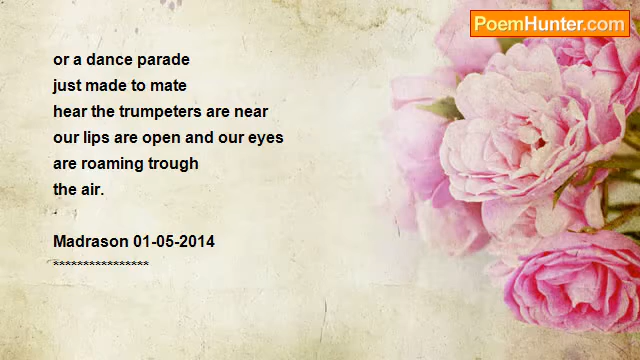 PoemHunter.com
or a dance parade
just made to mate
hear the trumpeters are near
our lips are open and our eyes
are roaming trough
the air.
.
Madrason 01-05-2014
****************